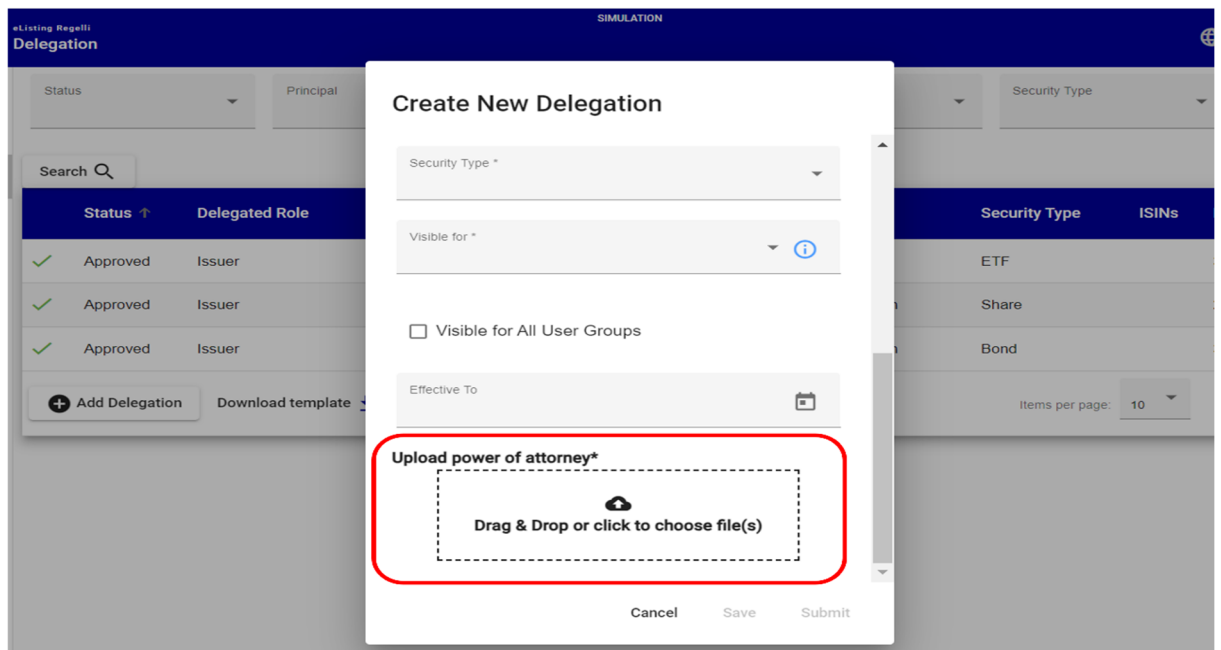 SIMULATION
eListing Regelli
Delegation
Status
Principal
Security Type
Search
Status Delegated Role Security Type ISINs
Approved Issuer ETF
Approved Issuer Share
Approved Issuer Bond
Add Delegation Download template Items per page: 10
Create New Delegation
Security Type *
Visible for *
Visible for All User Groups
Effective To
Upload power of attorney*
Drag & Drop or click to choose file(s)
Cancel Save Submit